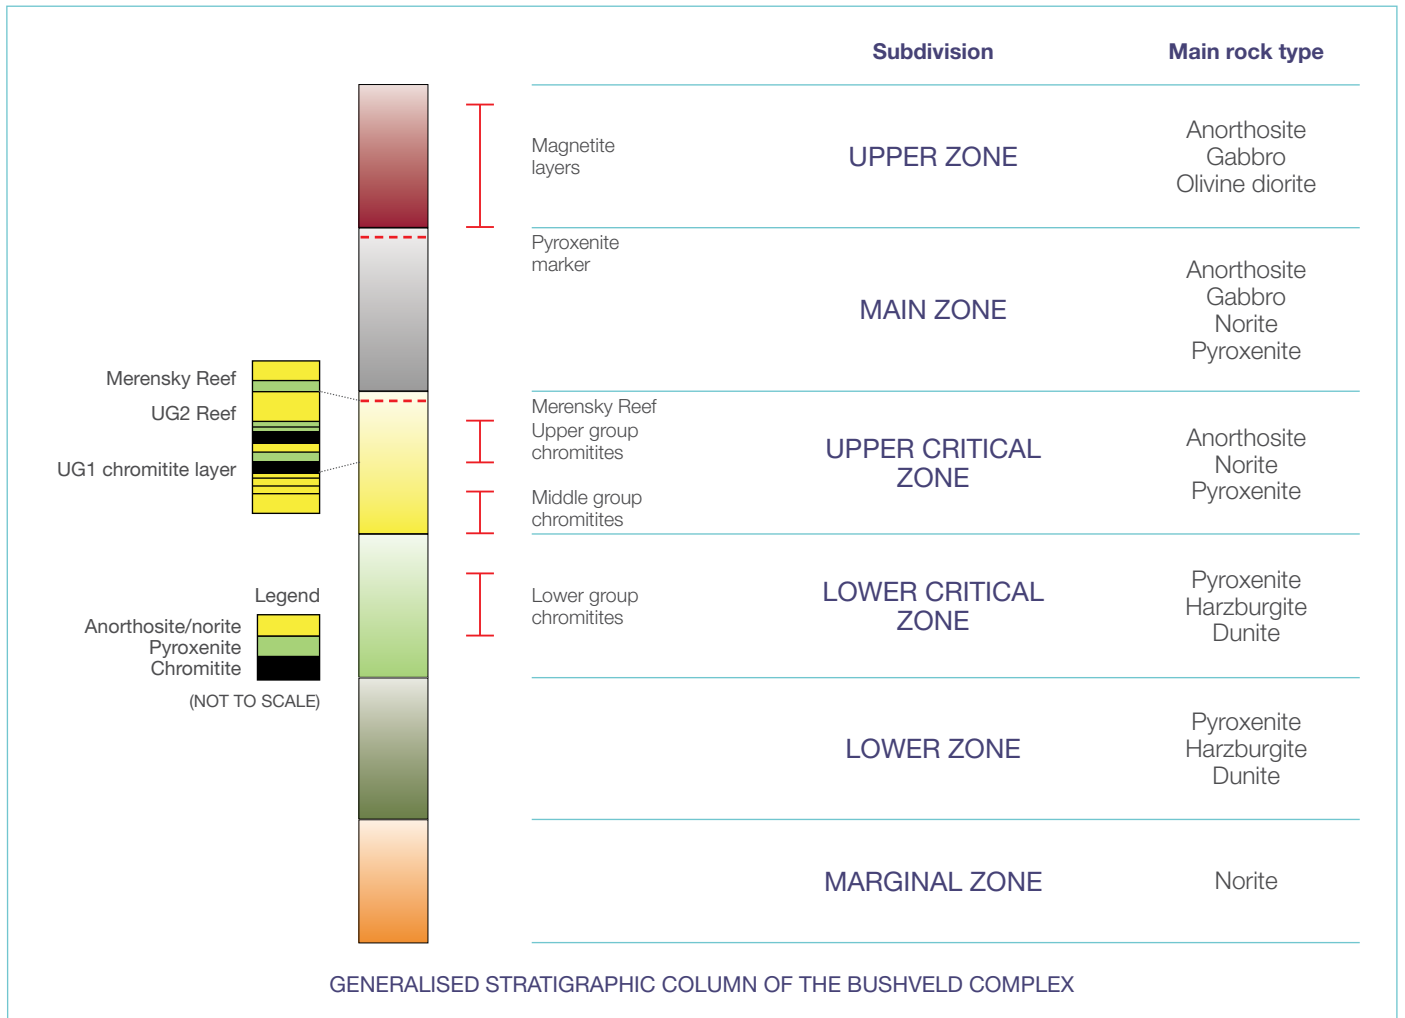 Subdivision
Main rock type
Magnetite
layers
UPPER ZONE
Anorthosite
Gabbro
Olivine diorite
Pyroxenite
marker
MAIN ZONE
Anorthosite
Gabbro
Norite
Pyroxenite
Merensky Reef
UG2 Reef
UG1 chromitite layer
Merensky Reef
Upper group
chromitites
Middle group
chromitites
UPPER CRITICAL
ZONE
Anorthosite
Norite
Pyroxenite
Legend
Anorthosite/norite
Pyroxenite
Chromitite
(NOT TO SCALE)
Lower group
chromitites
LOWER CRITICAL
ZONE
Pyroxenite
Harzburgite
Dunite
LOWER ZONE
Pyroxenite
Harzburgite
Dunite
MARGINAL ZONE
Norite
GENERALISED STRATIGRAPHIC COLUMN OF THE BUSHVELD COMPLEX